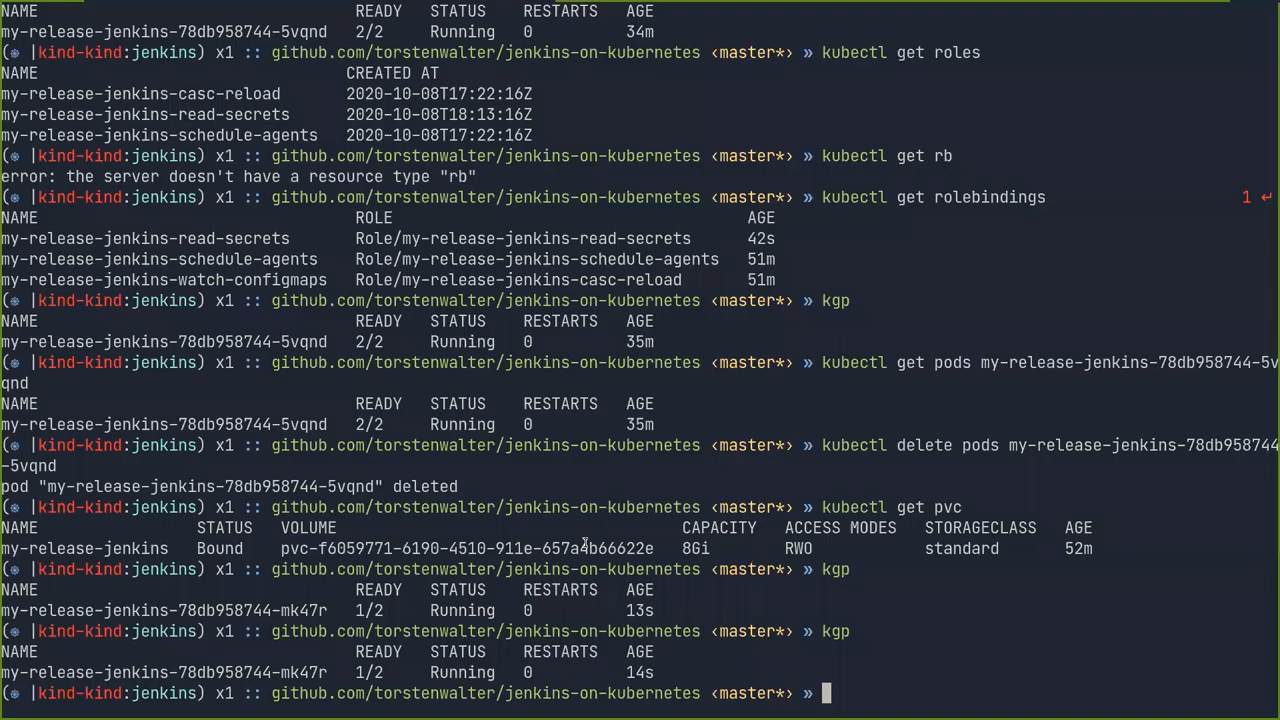 NAME                                  READY   STATUS    RESTARTS   AGE
my-release-jenkins-78db958744-5vqnd   2/2     Running   0          34m
(⎈ |kind-kind:jenkins) x1 :: github.com/torstenwalter/jenkins-on-kubernetes ‹master*› » kubectl get roles
NAME                                 CREATED AT
my-release-jenkins-casc-reload       2020-10-08T17:22:16Z
my-release-jenkins-read-secrets      2020-10-08T18:13:16Z
my-release-jenkins-schedule-agents   2020-10-08T17:22:16Z
(⎈ |kind-kind:jenkins) x1 :: github.com/torstenwalter/jenkins-on-kubernetes ‹master*› » kubectl get rb
error: the server doesn't have a resource type "rb"
(⎈ |kind-kind:jenkins) x1 :: github.com/torstenwalter/jenkins-on-kubernetes ‹master*› » kubectl get rolebindings 1 ↵
NAME                                  ROLE                                      AGE
my-release-jenkins-read-secrets       Role/my-release-jenkins-read-secrets      42s
my-release-jenkins-schedule-agents    Role/my-release-jenkins-schedule-agents   51m
my-release-jenkins-watch-configmaps   Role/my-release-jenkins-casc-reload       51m
(⎈ |kind-kind:jenkins) x1 :: github.com/torstenwalter/jenkins-on-kubernetes ‹master*› » kgp
NAME                                  READY   STATUS    RESTARTS   AGE
my-release-jenkins-78db958744-5vqnd   2/2     Running   0          35m
(⎈ |kind-kind:jenkins) x1 :: github.com/torstenwalter/jenkins-on-kubernetes ‹master*› » kubectl get pods my-release-jenkins-78db958744-5v
qnd
NAME                                  READY   STATUS    RESTARTS   AGE
my-release-jenkins-78db958744-5vqnd   2/2     Running   0          35m
(⎈ |kind-kind:jenkins) x1 :: github.com/torstenwalter/jenkins-on-kubernetes ‹master*› » kubectl delete pods my-release-jenkins-78db958744
-5vqnd
pod "my-release-jenkins-78db958744-5vqnd" deleted
(⎈ |kind-kind:jenkins) x1 :: github.com/torstenwalter/jenkins-on-kubernetes ‹master*› » kubectl get pvc
NAME                 STATUS   VOLUME                                     CAPACITY   ACCESS MODES   STORAGECLASS   AGE
my-release-jenkins   Bound    pvc-f6059771-6190-4510-911e-657a4b66622e   8Gi        RWO            standard       52m
(⎈ |kind-kind:jenkins) x1 :: github.com/torstenwalter/jenkins-on-kubernetes ‹master*› » kgp
NAME                                  READY   STATUS    RESTARTS   AGE
my-release-jenkins-78db958744-mk47r   1/2     Running   0          13s
(⎈ |kind-kind:jenkins) x1 :: github.com/torstenwalter/jenkins-on-kubernetes ‹master*› » kgp
NAME                                  READY   STATUS    RESTARTS   AGE
my-release-jenkins-78db958744-mk47r   1/2     Running   0          14s
(⎈ |kind-kind:jenkins) x1 :: github.com/torstenwalter/jenkins-on-kubernetes ‹master*› »